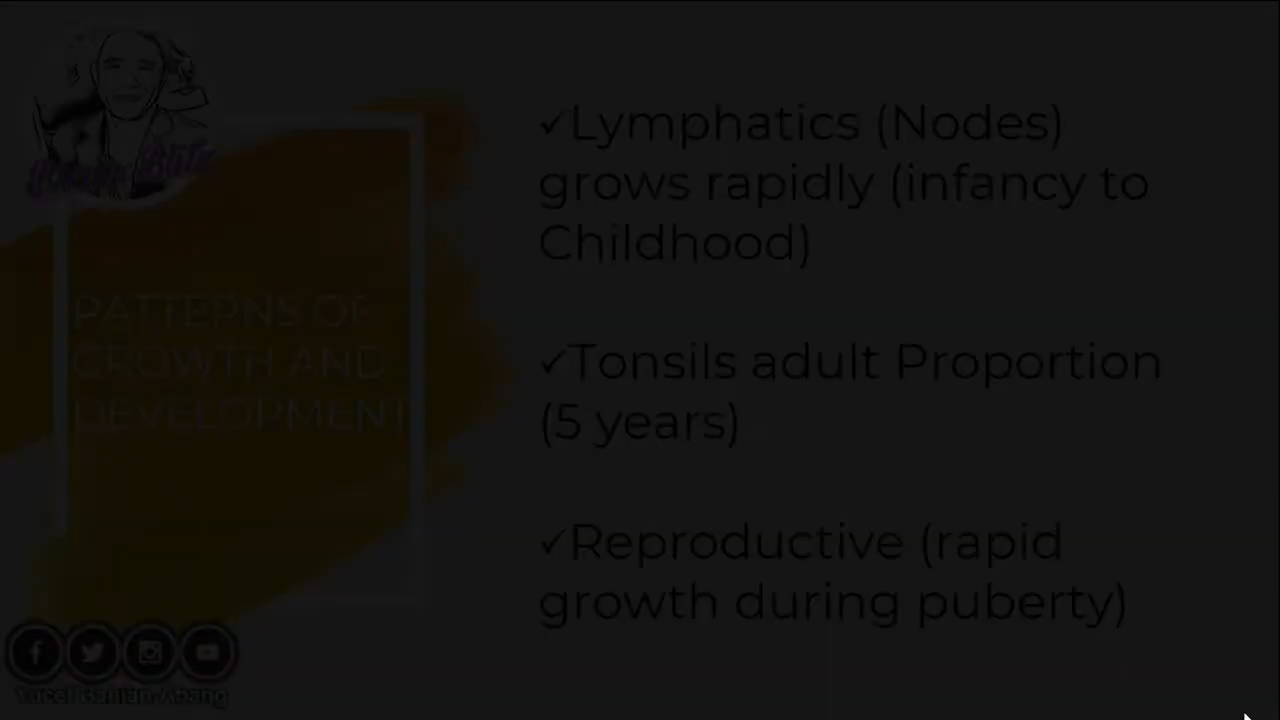 PATTERNS OF
GROWTH AND
DEVELOPMENT
✓Lymphatics (Nodes)
grows rapidly (infancy to
Childhood)
✓Tonsils adult Proportion
(5 years)
✓Reproductive (rapid
growth during puberty)